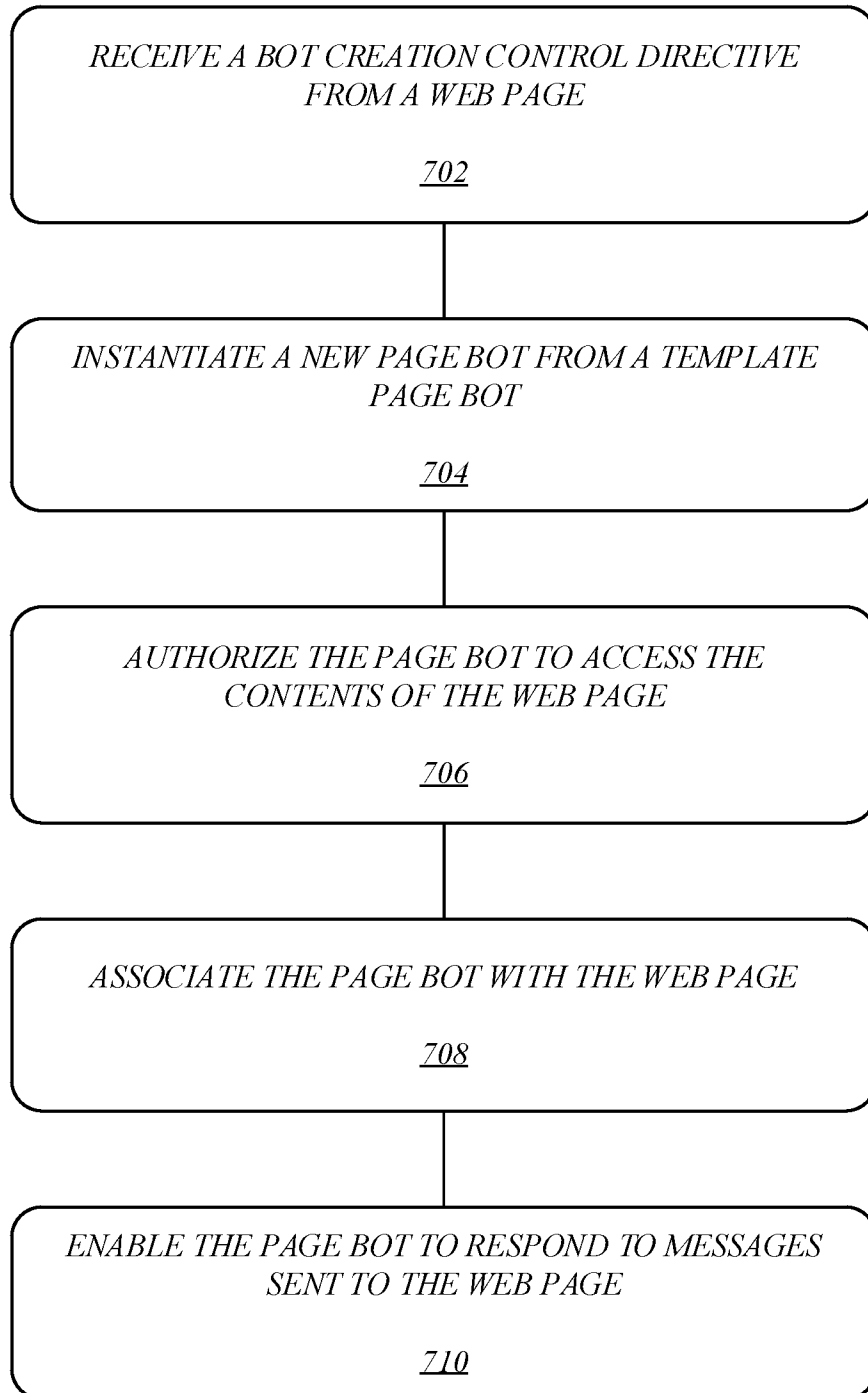 RECEIVE A BOT CREATION CONTROL DIRECTIVE
FROM A WEB PAGE
702
INSTANTIATE A NEW PAGE BOT FROM A TEMPLATE
PAGE BOT
704
AUTHORIZE THE PAGE BOT TO ACCESS THE
CONTENTS OF THE WEB PAGE
706
ASSOCIATE THE PAGE BOT WITH THE WEB PAGE
708
ENABLE THE PAGE BOT TO RESPOND TO MESSAGES
SENT TO THE WEB PAGE
710